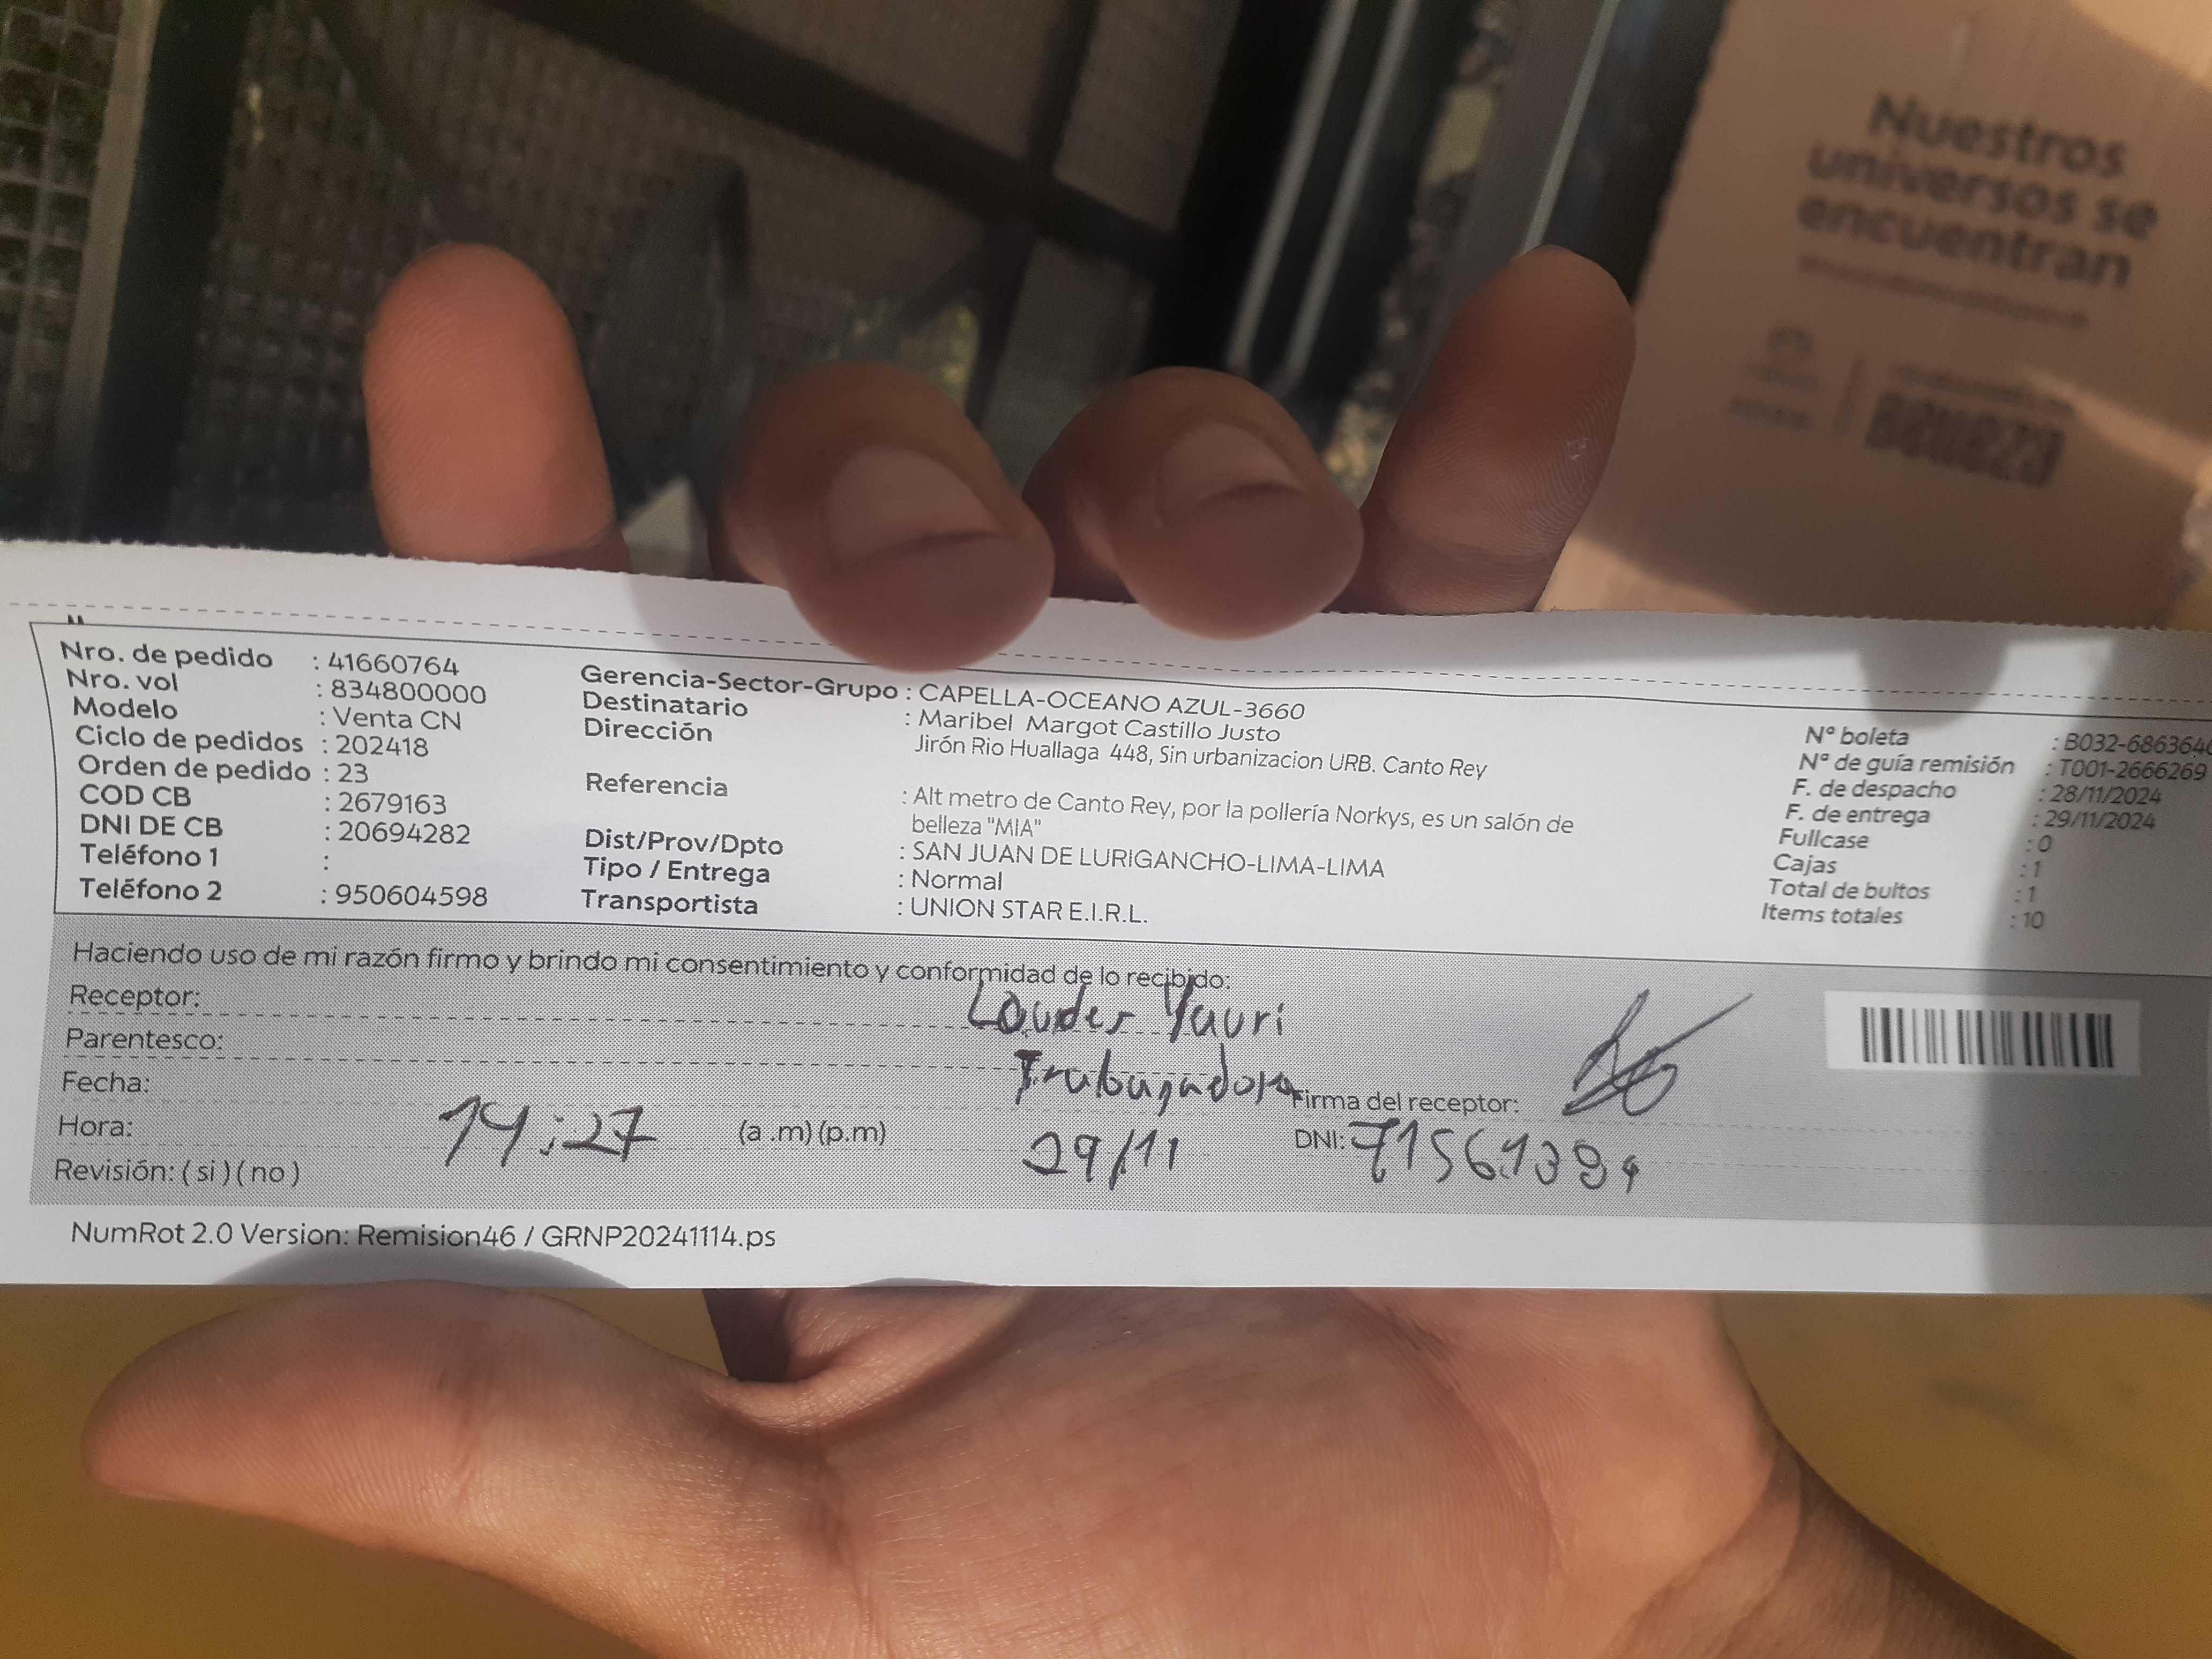 Nuestros
universos se
encuentran
Nro. de pedido : 41660764
Nro. vol : 834800000
Modelo : Venta CN
Ciclo de pedidos : 202418
Orden de pedido : 23
COD CB : 2679163
DNI DE CB : 20694282
Teléfono 1 :
Teléfono 2 : 950604598
Gerencia-Sector-Grupo : CAPELLA-OCEANO AZUL-3660
Destinatario : Maribel Margot Castillo Justo
Dirección Jirón Rio Huallaga 448, Sin urbanizacion URB. Canto Rey
Referencia : Alt metro de Canto Rey, por la pollería Norkys, es un salón de
belleza "MIA"
Dist/Prov/Dpto : SAN JUAN DE LURIGANCHO-LIMA-LIMA
Tipo / Entrega : Normal
Transportista : UNION STAR E.I.R.L.
N° boleta : B032-686364
N° de guía remisión : T001-2666269
F. de despacho : 28/11/2024
F. de entrega : 29/11/2024
Fullcase : 0
Cajas : 1
Total de bultos : 1
Items totales : 10
Haciendo uso de mi razón firmo y brindo mi consentimiento y conformidad de lo recibido:
Receptor: Louder Yauri
Parentesco: Trabagadora
Fecha: 29/11
Hora: 14:27 (a .m) (p.m)
Revisión: ( si ) ( no )
Firma del receptor:
DNI:
NumRot 2.0 Version: Remision46 / GRNP20241114.ps